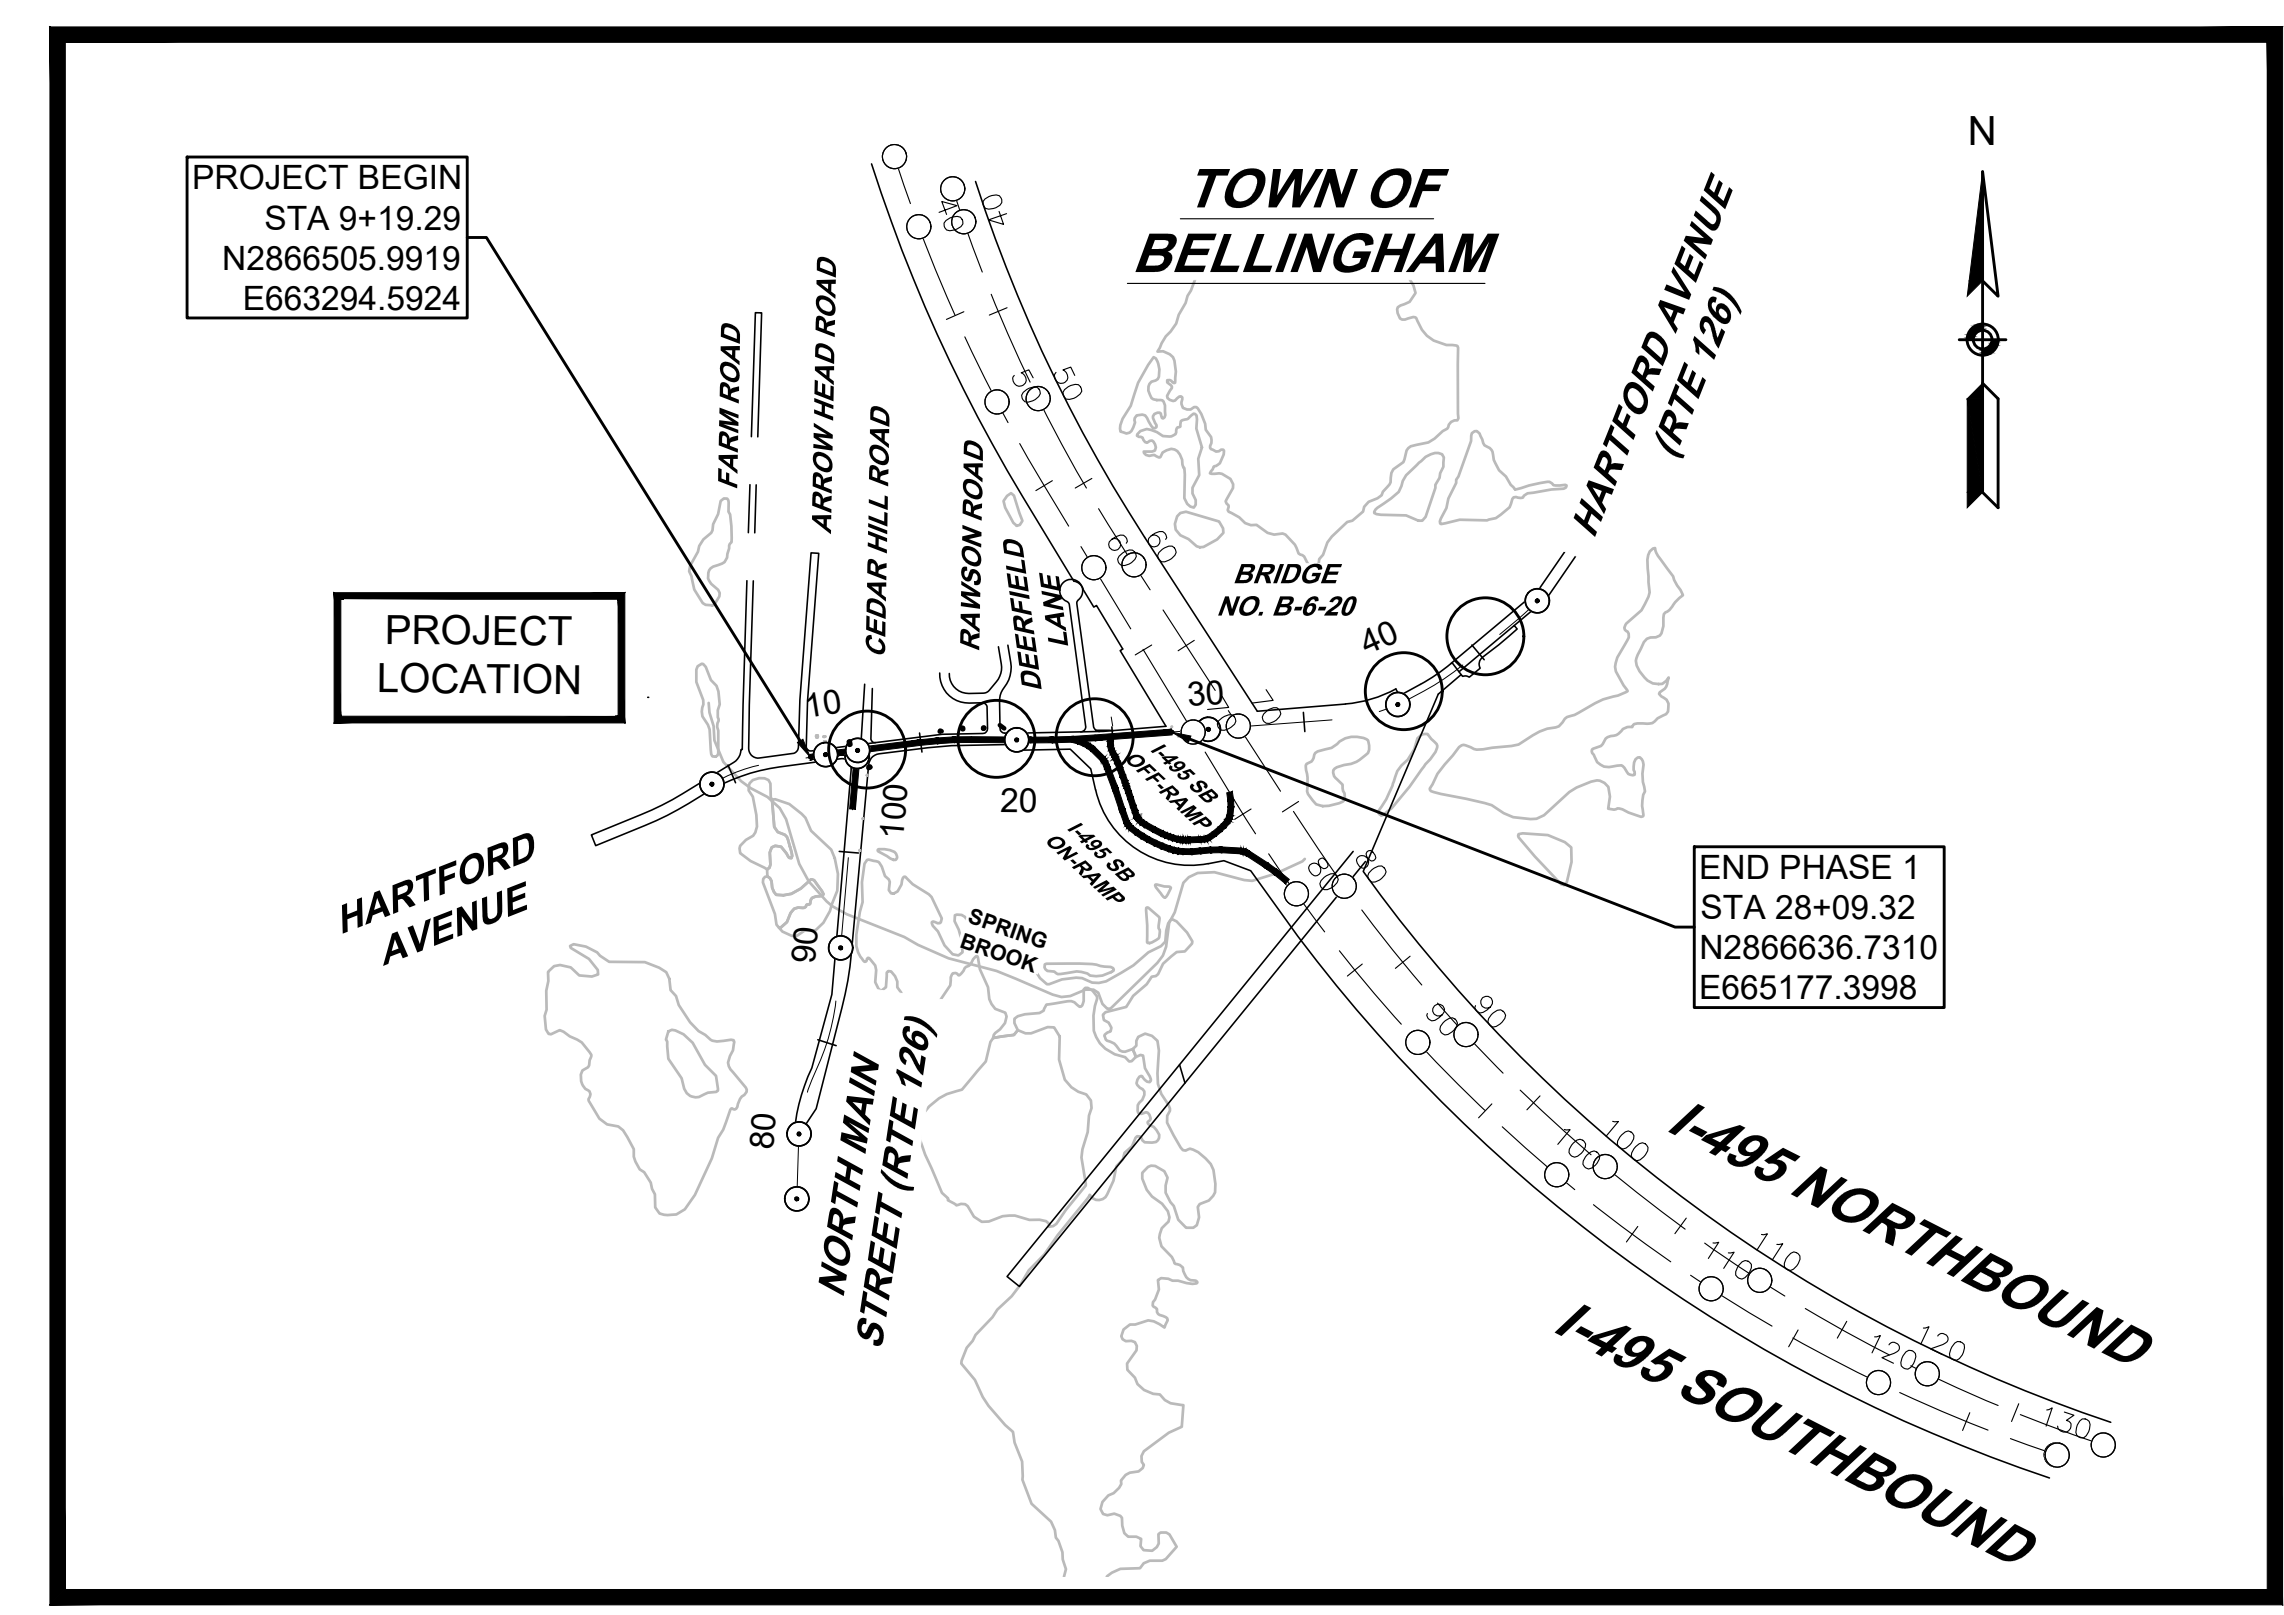 TOWN OF
BELLINGHAM
N
PROJECT BEGIN
STA 9+19.29
N2866505.9919
E663294.5924
HARTFORD AVENUE
(RTE 126)
FARM ROAD
ARROW HEAD ROAD
CEDAR HILL ROAD
RAWSON ROAD
DEERFIELD
LANE
BRIDGE
NO. B-6-20
PROJECT
LOCATION
40
40
50
50
60
60
70
70
10
20
30
40
100
90
80
I-495 SB
OFF-RAMP
I-495 SB
ON-RAMP
HARTFORD
AVENUE
SPRING
BROOK
END PHASE 1
STA 28+09.32
N2866636.7310
E665177.3998
NORTH MAIN
STREET (RTE 126)
80
80
90
90
100
100
110
110
120
120
130
I-495 NORTHBOUND
I-495 SOUTHBOUND